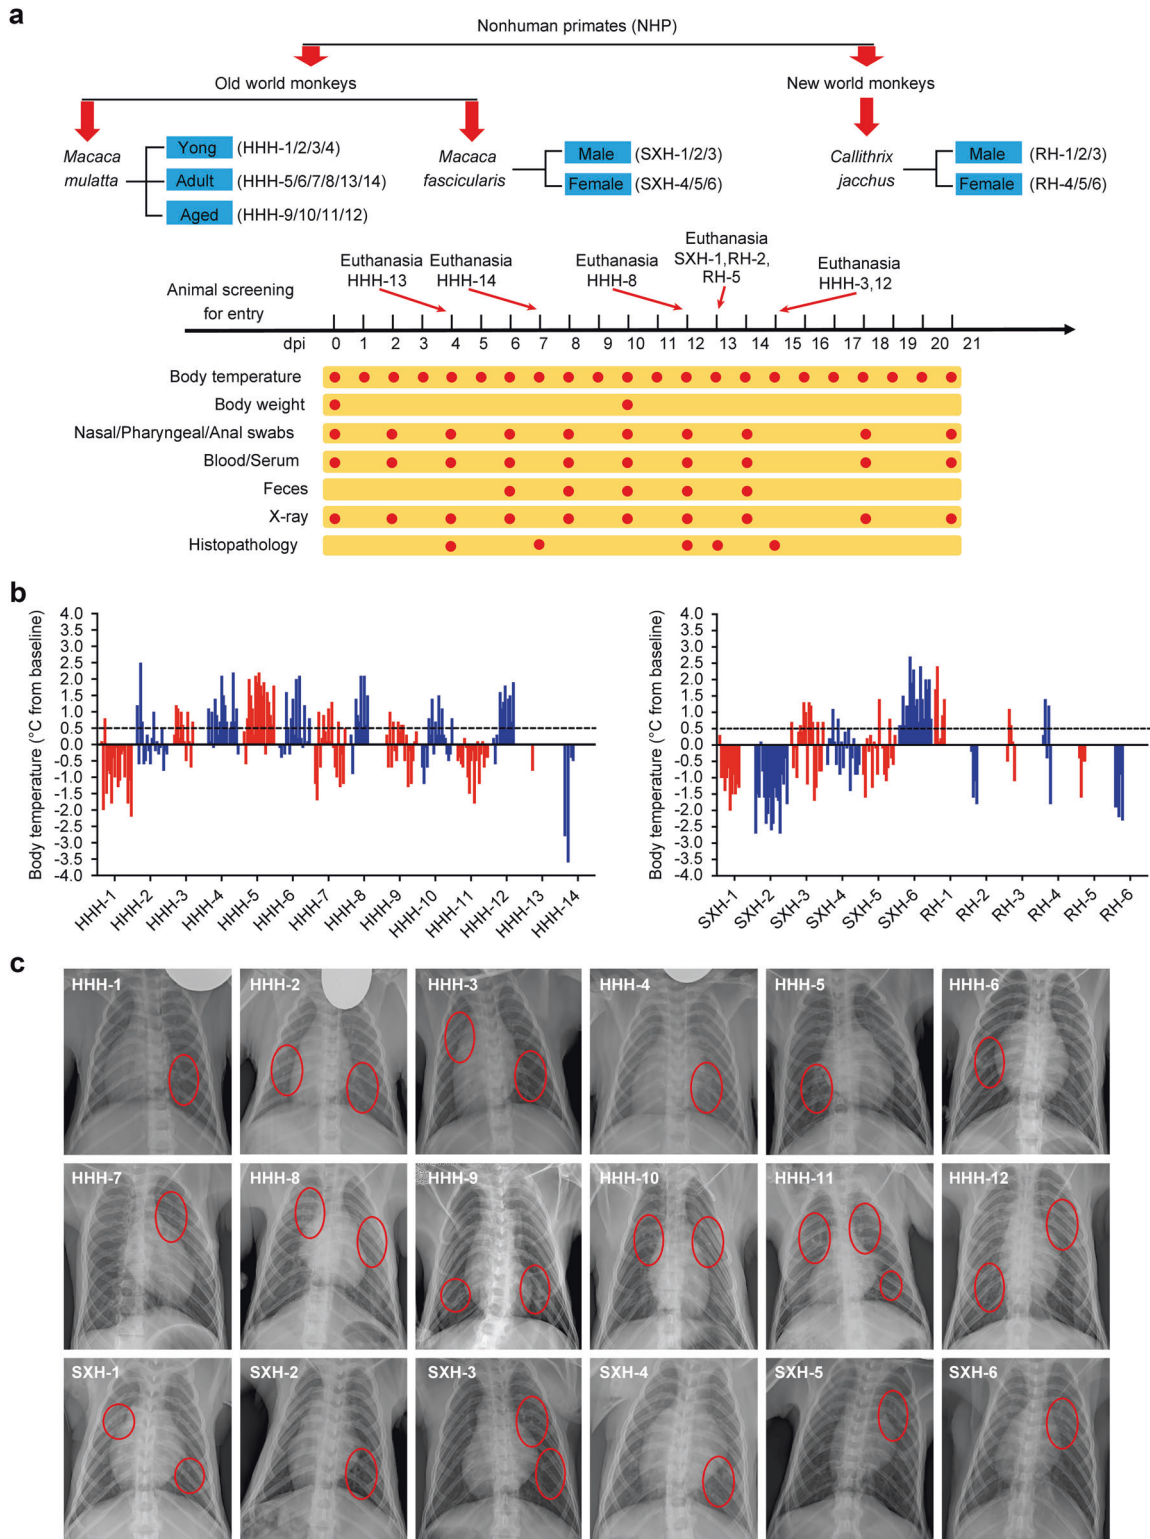 a
Nonhuman primates (NHP)
Old world monkeys
New world monkeys
Macaca
mulatta
Yong
(HHH-1/2/3/4)
Adult
(HHH-5/6/7/8/13/14)
Aged
(HHH-9/10/11/12)
Macaca
fascicularis
Male
(SXH-1/2/3)
Female
(SXH-4/5/6)
Callithrix
jacchus
Male
(RH-1/2/3)
Female
(RH-4/5/6)
Animal screening
for entry
Euthanasia
HHH-13
Euthanasia
HHH-14
Euthanasia
HHH-8
Euthanasia
SXH-1,RH-2,
RH-5
Euthanasia
HHH-3,12
dpi 0 1 2 3 4 5 6 7 8 9 10 11 12 13 14 15 16 17 18 19 20 21
Body temperature
Body weight
Nasal/Pharyngeal/Anal swabs
Blood/Serum
Feces
X-ray
Histopathology
b
Body temperature (°C from baseline)
4.0
3.5
3.0
2.5
2.0
1.5
1.0
0.5
0.0
-0.5
-1.0
-1.5
-2.0
-2.5
-3.0
-3.5
-4.0
HHH-1 HHH-2 HHH-3 HHH-4 HHH-5 HHH-6 HHH-7 HHH-8 HHH-9 HHH-10 HHH-11 HHH-12 HHH-13 HHH-14
Body temperature (°C from baseline)
4.0
3.5
3.0
2.5
2.0
1.5
1.0
0.5
0.0
-0.5
-1.0
-1.5
-2.0
-2.5
-3.0
-3.5
-4.0
SXH-1 SXH-2 SXH-3 SXH-4 SXH-5 SXH-6 RH-1 RH-2 RH-3 RH-4 RH-5 RH-6
c
HHH-1 HHH-2 HHH-3 HHH-4 HHH-5 HHH-6
HHH-7 HHH-8 HHH-9 HHH-10 HHH-11 HHH-12
SXH-1 SXH-2 SXH-3 SXH-4 SXH-5 SXH-6